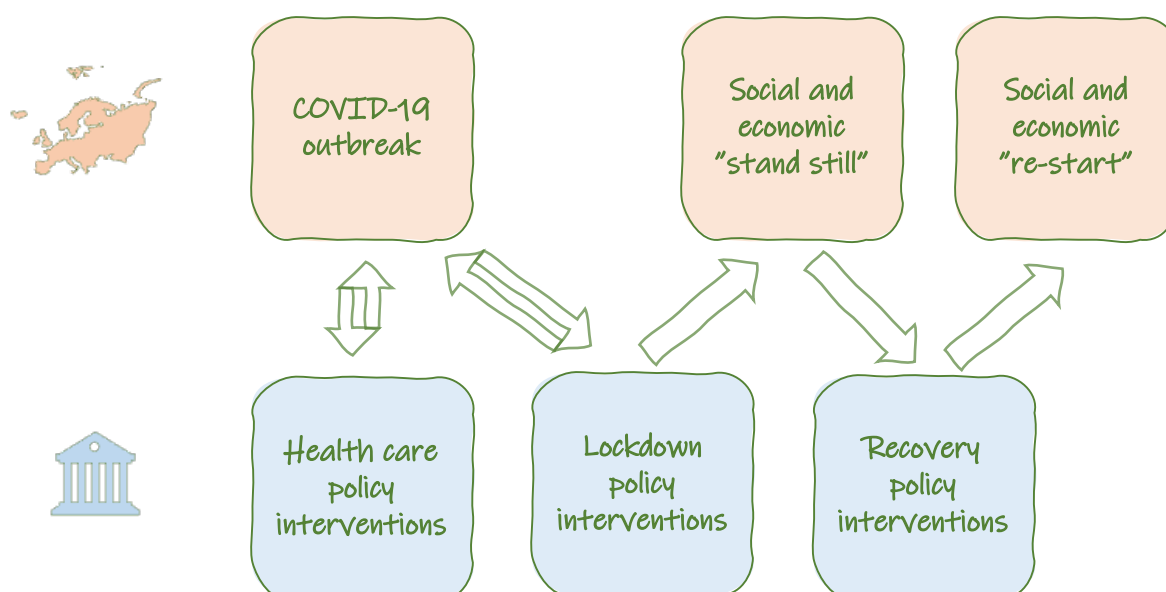 COVID-19
outbreak
Social and
economic
"stand still"
Social and
economic
"re-start"
Health care
policy
interventions
Lockdown
policy
interventions
Recovery
policy
interventions